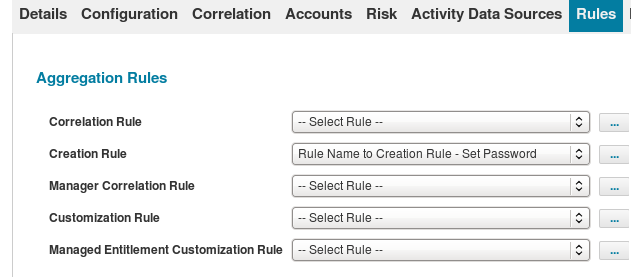 Details Configuration Correlation Accounts Risk Activity Data Sources Rules
Aggregation Rules
Correlation Rule -- Select Rule -- ...
Creation Rule Rule Name to Creation Rule - Set Password ...
Manager Correlation Rule -- Select Rule -- ...
Customization Rule -- Select Rule -- ...
Managed Entitlement Customization Rule -- Select Rule -- ...